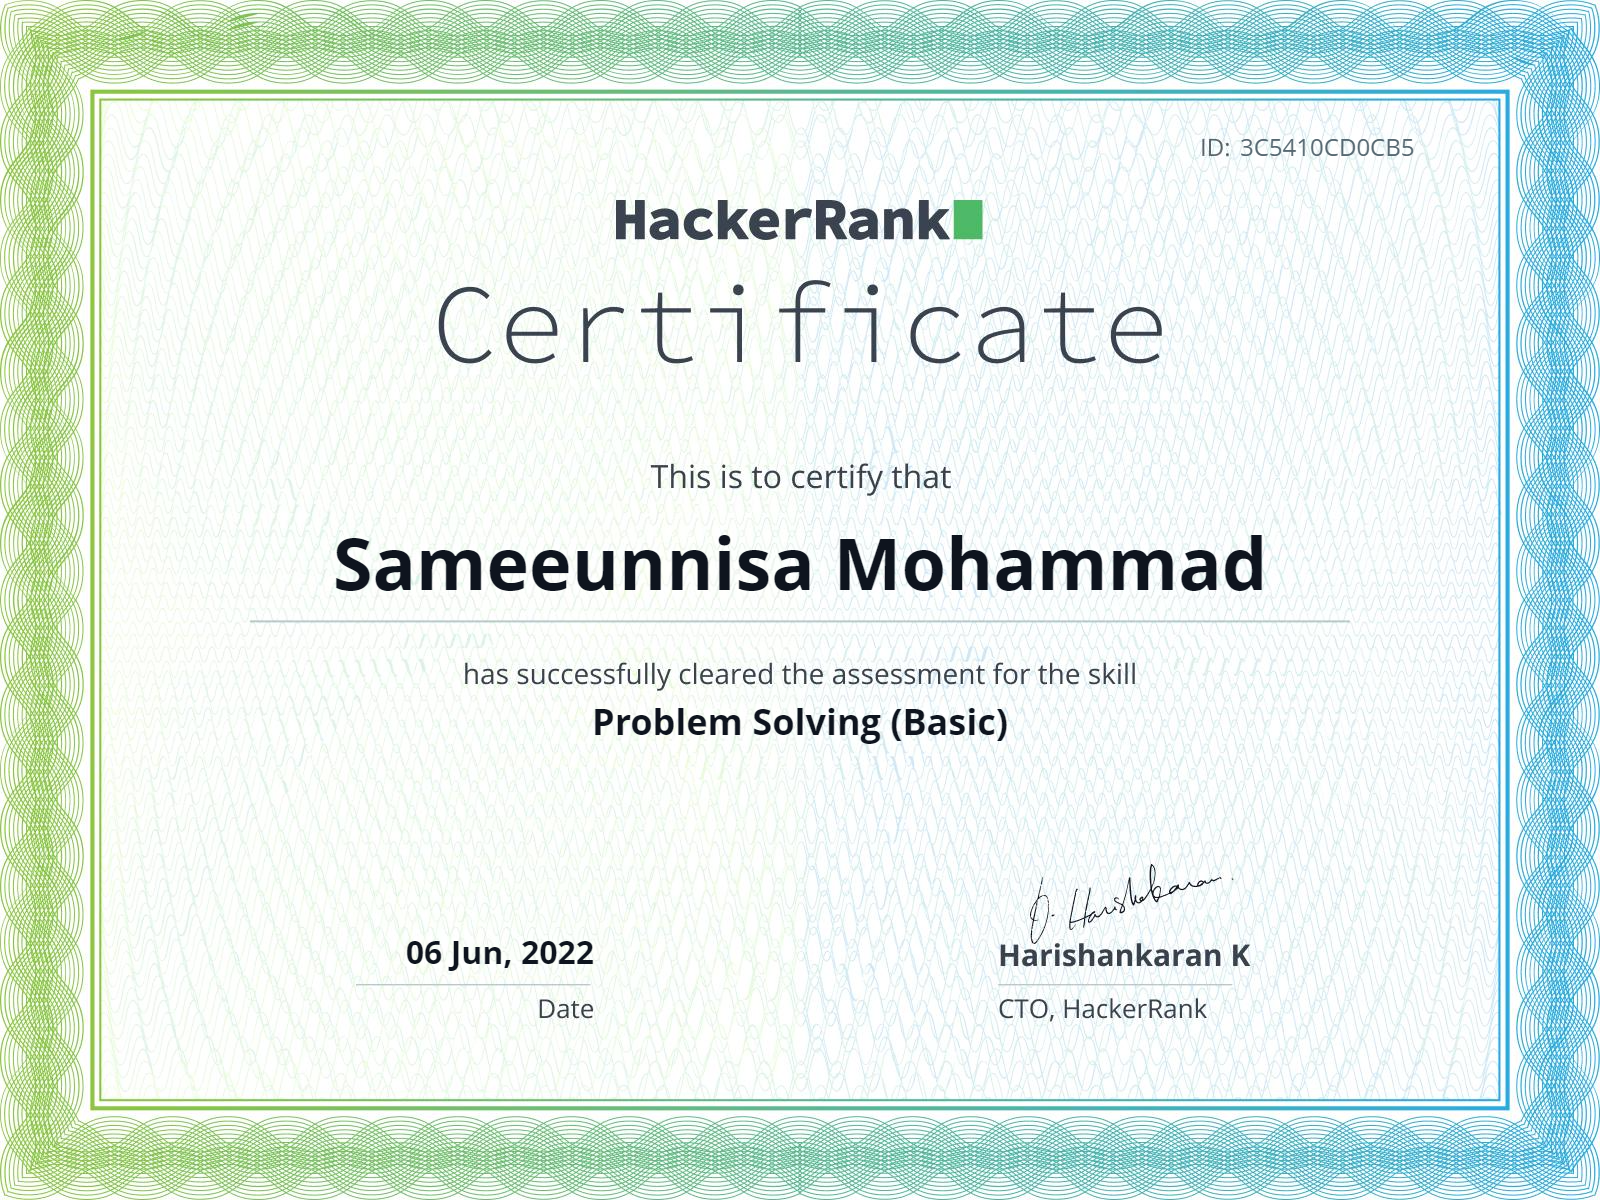 ID: 3C5410CD0CB5
HackerRank
Certificate
This is to certify that
Sameeunnisa Mohammad
has successfully cleared the assessment for the skill
Problem Solving (Basic)
06 Jun, 2022
Date
J. Harishankaran
Harishankaran K
CTO, HackerRank